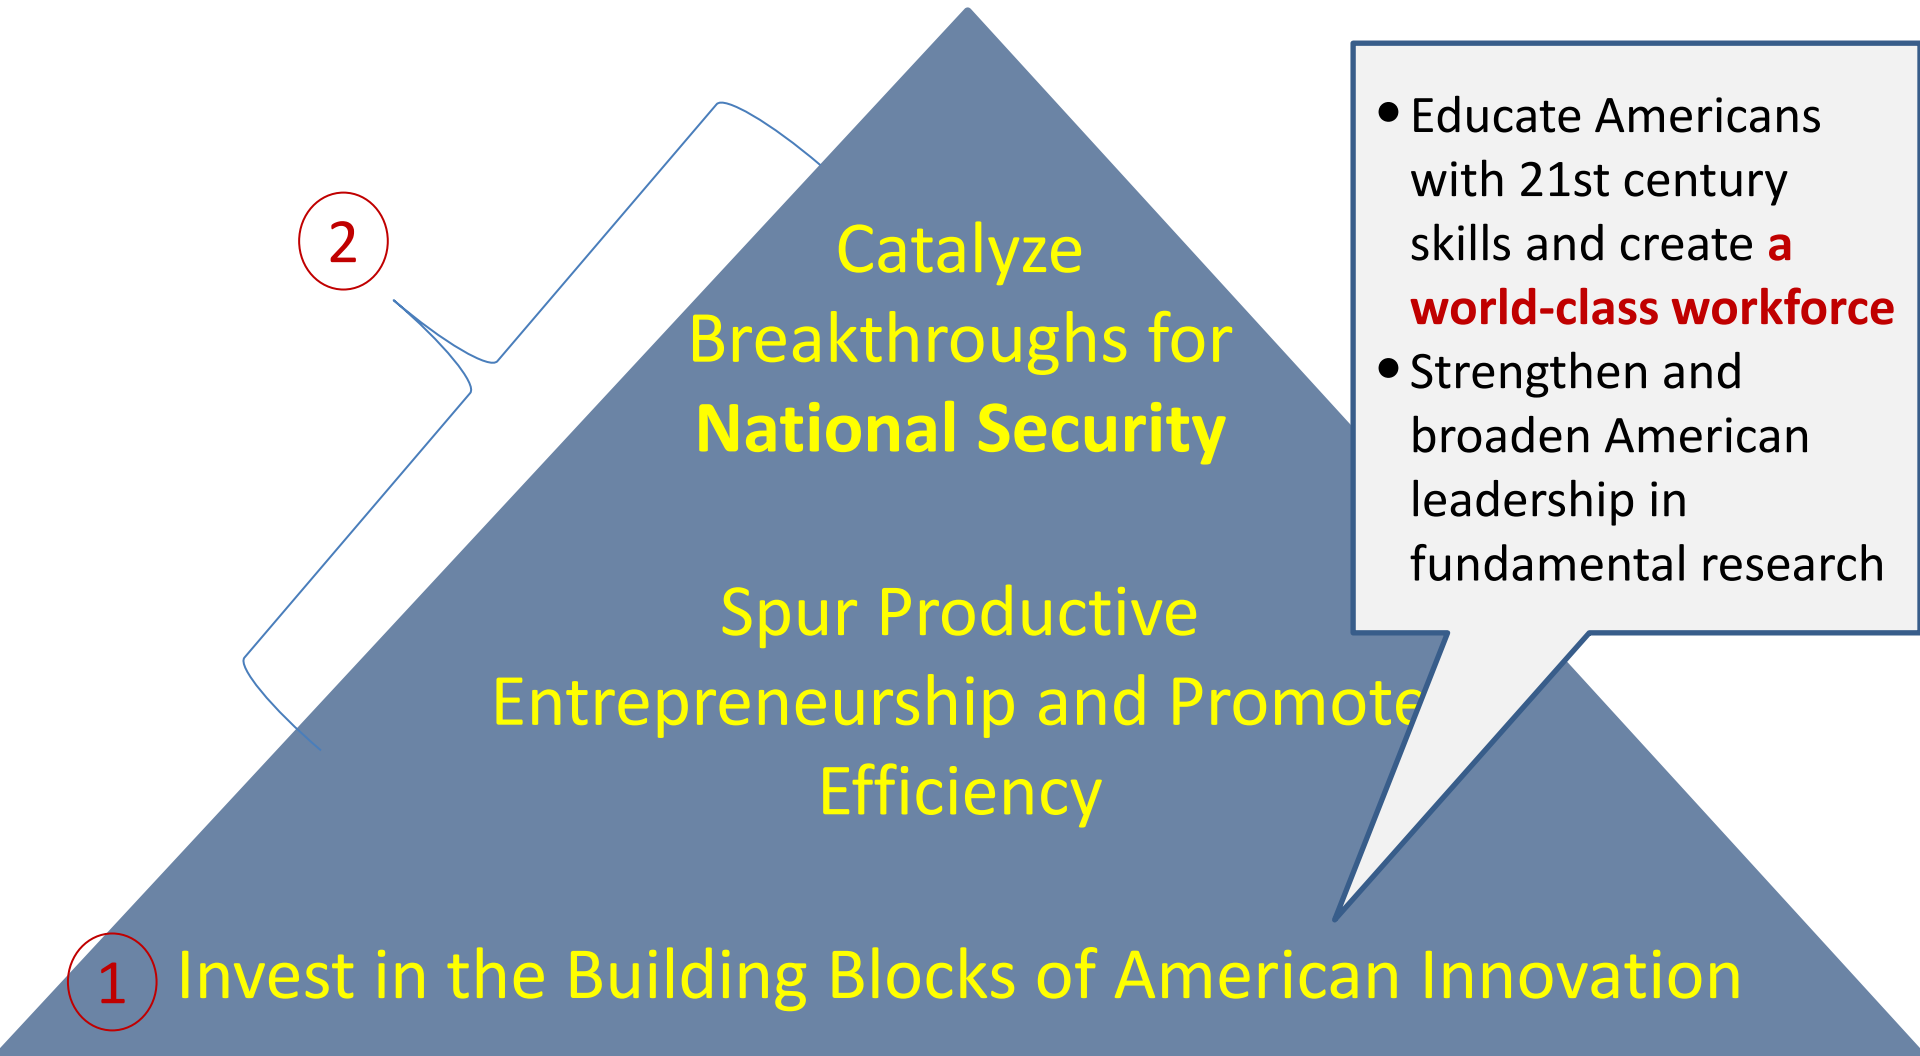 2
Catalyze
Breakthroughs for
National Security
Spur Productive
Entrepreneurship and Promote
Efficiency
1
Invest in the Building Blocks of American Innovation
• Educate Americans
with 21st century
skills and create a
world-class workforce
• Strengthen and
broaden American
leadership in
fundamental research